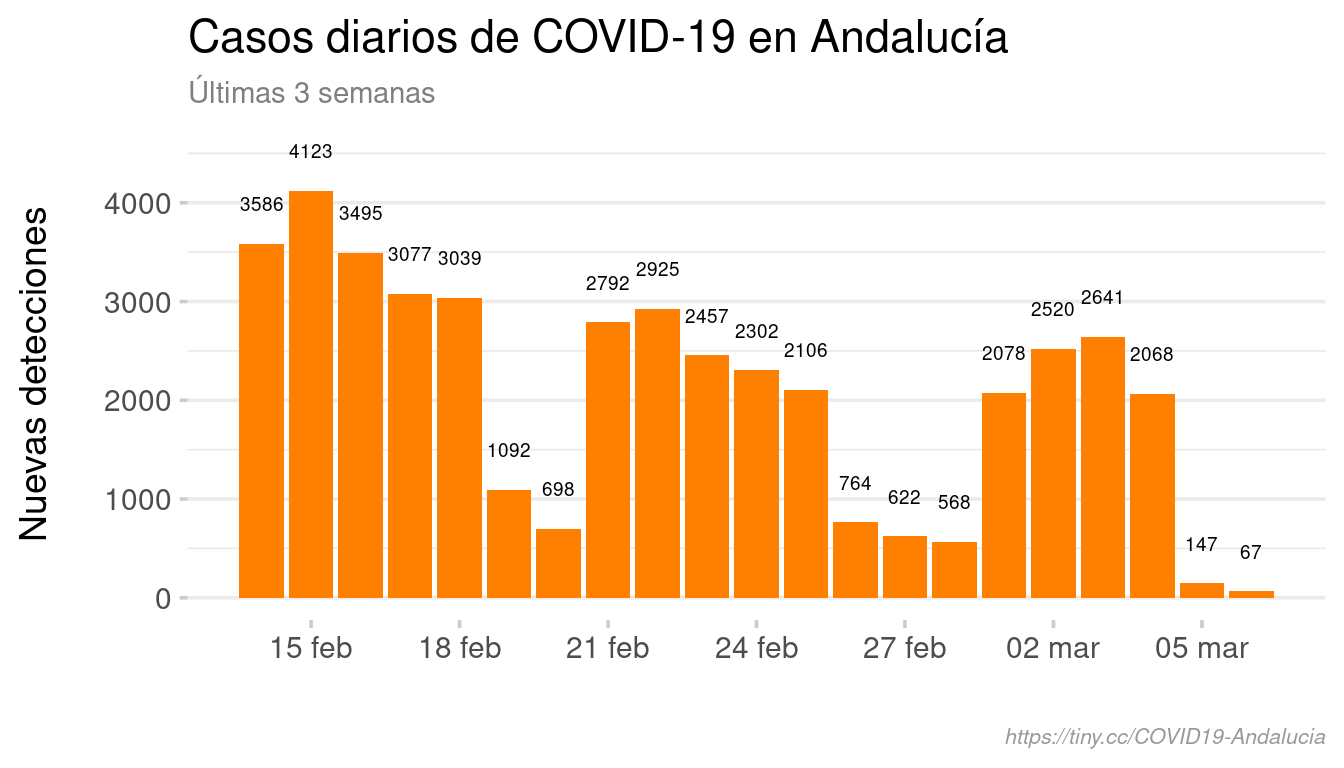 Casos diarios de COVID-19 en Andalucía
Últimas 3 semanas
Nuevas detecciones
4000
3000
2000
1000
0
3586
4123
3495
3077
3039
1092
698
2792
2925
2457
2302
2106
764
622
568
2078
2520
2641
2068
147
67
15 feb
18 feb
21 feb
24 feb
27 feb
02 mar
05 mar
https://tiny.cc/COVID19-Andalucia